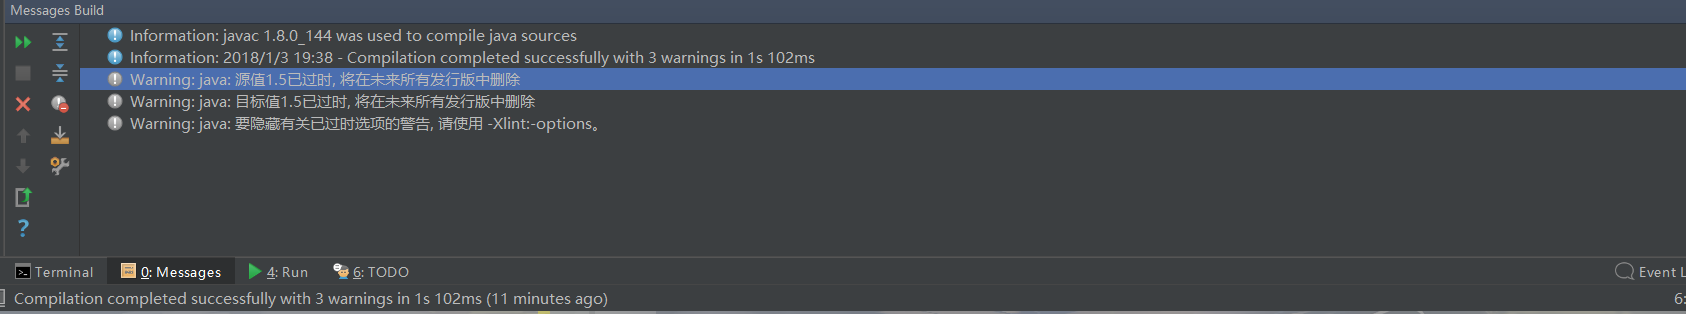 Messages Build
Information: javac 1.8.0_144 was used to compile java sources
Information: 2018/1/3 19:38 - Compilation completed successfully with 3 warnings in 1s 102ms
Warning: java: 源值1.5已过时, 将在未来所有发行版中删除
Warning: java: 目标值1.5已过时, 将在未来所有发行版中删除
Warning: java: 要隐藏有关已过时选项的警告, 请使用 -Xlint:-options。
Terminal 0: Messages 4: Run 6: TODO Event L
Compilation completed successfully with 3 warnings in 1s 102ms (11 minutes ago) 6: